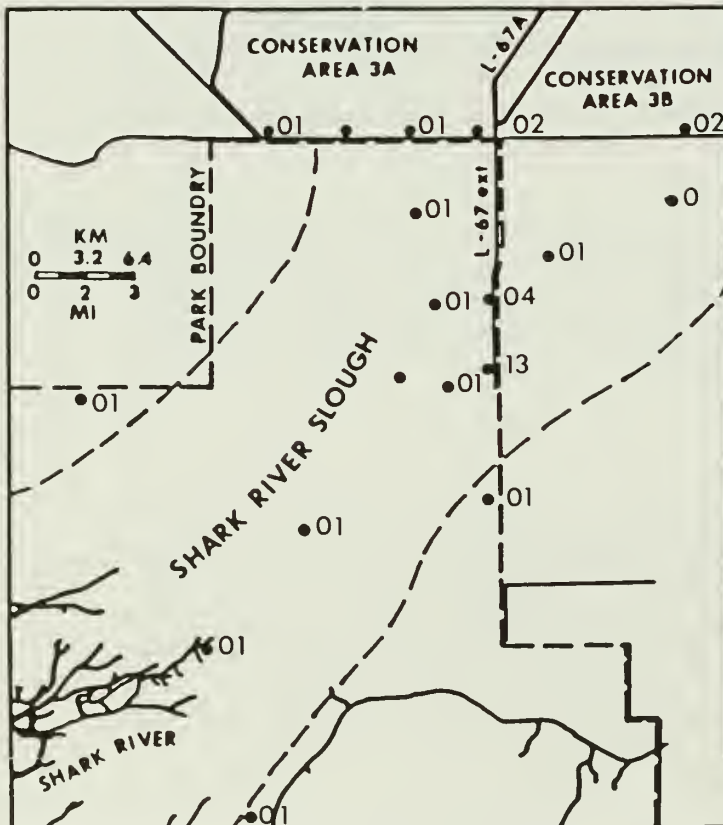 CONSERVATION
AREA 3A
L-67A
CONSERVATION
AREA 3B
01
01
02
02
PARK BOUNDRY
L-67 ext
01
0
01
KM
0 3.2 6.4
0 2 3
MI
01
04
13
01
01
SHARK RIVER SLOUGH
01
01
01
SHARK RIVER
01